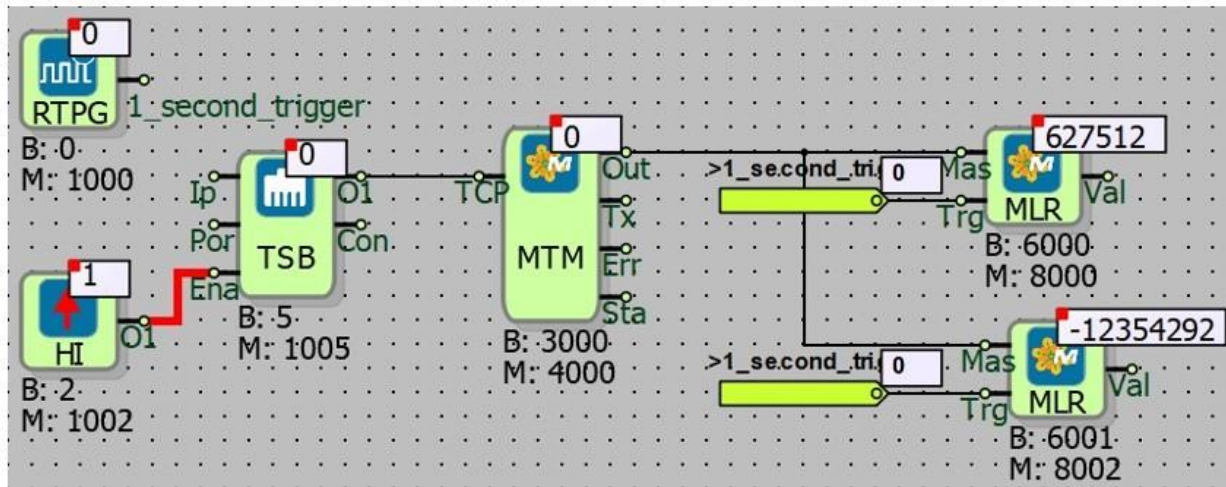 0
RTPG
1_second_trigger
B: 0
M: 1000
1
HI
O1
B: 2
M: 1002
0
Ip
Por
Ena
TSB
O1
Con
B: 5
M: 1005
0
TCP
MTM
Out
Tx
Err
Sta
B: 3000
M: 4000
>1_second_tri
0
627512
Mas
Trg
MLR
Val
B: 6000
M: 8000
>1_second_tri
0
-12354292
Mas
Trg
MLR
Val
B: 6001
M: 8002